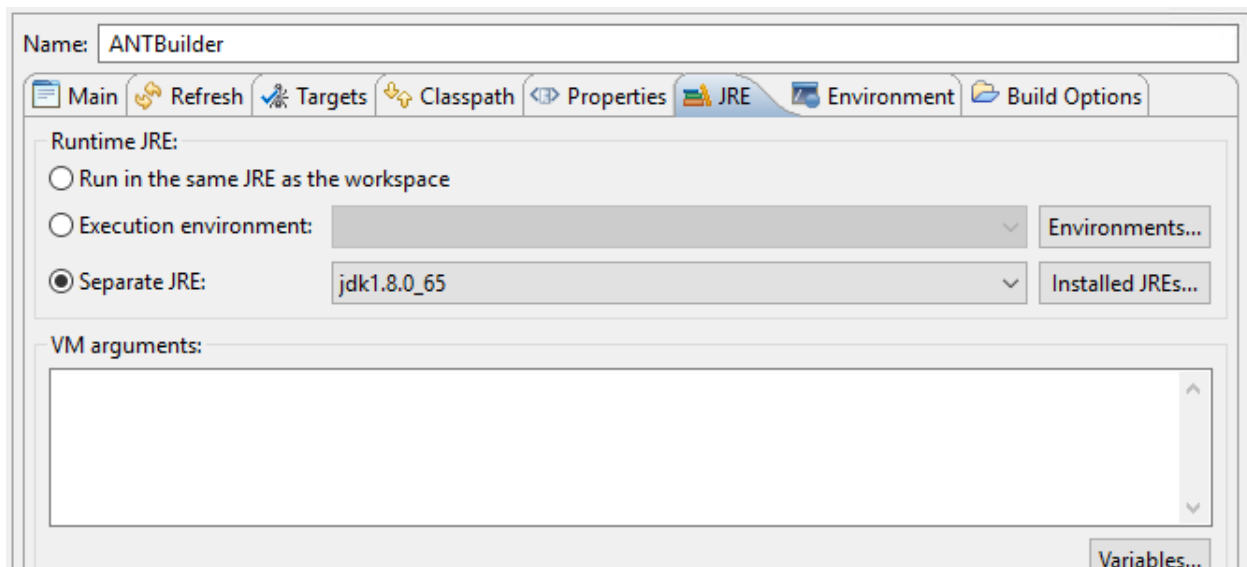 Name: ANTBuilder
Main Refresh Targets Classpath Properties JRE Environment Build Options
Runtime JRE:
Run in the same JRE as the workspace
Execution environment: Environments...
Separate JRE: jdk1.8.0_65 Installed JREs...
VM arguments:
Variables...